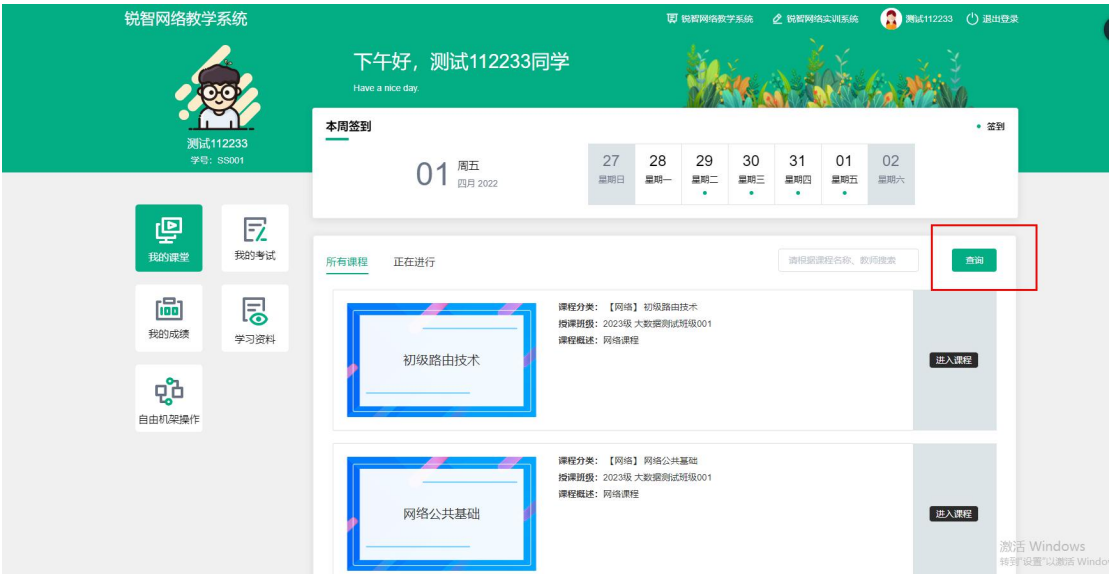 锐智网络教学系统
锐智网络教学系统 锐智网络实训系统 测试112233 退出登录
下午好，测试112233同学
Have a nice day.
测试112233
学号：SS001
本周签到
签到
01 周五
四月 2022
27 28 29 30 31 01 02
星期日 星期一 星期二 星期三 星期四 星期五 星期六
我的课堂 我的考试
我的成绩 学习资料
自由机架操作
所有课程 正在进行
请根据课程名称、教师搜索 查询
初级路由技术
课程分类：【网络】初级路由技术
授课班级：2023级 大数据测试班级001
课程概述：网络课程
进入课程
网络公共基础
课程分类：【网络】网络公共基础
授课班级：2023级 大数据测试班级001
课程概述：网络课程
进入课程
激活 Windows
转到"设置"以激活 Windo